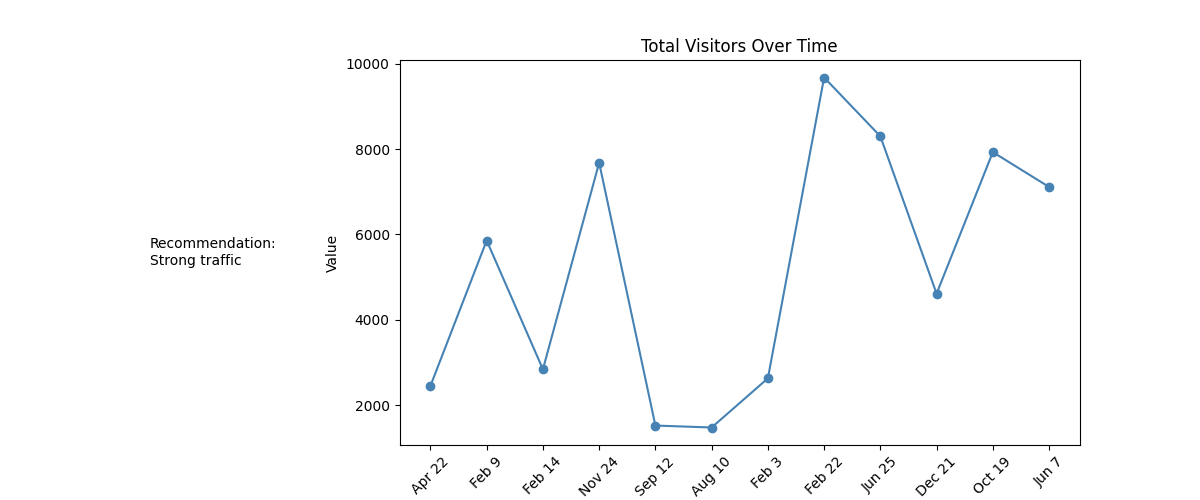 Total Visitors Over Time
Recommendation:
Strong traffic
Value
10000
8000
6000
4000
2000
Apr 22
Feb 9
Feb 14
Nov 24
Sep 12
Aug 10
Feb 3
Feb 22
Jun 25
Dec 21
Oct 19
Jun 7